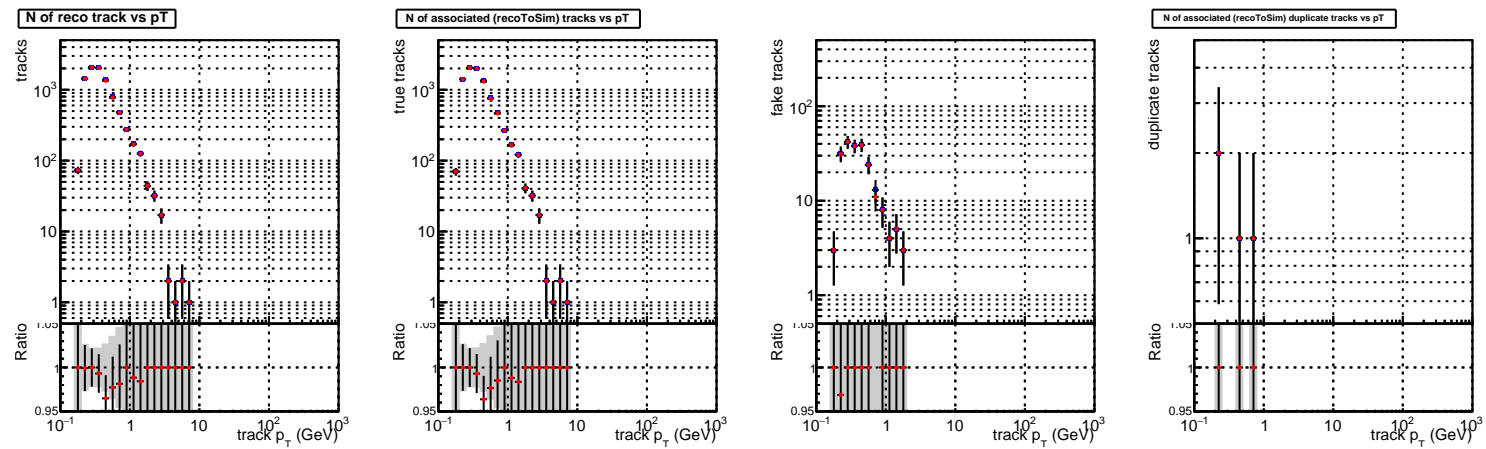 N of reco track vs pT
tracks
10³
10²
10
1
Ratio
1.05
1
0.95
10⁻¹ 1 10 10² 10³
track p_T (GeV)
N of associated (recoToSim) tracks vs pT
true tracks
10³
10²
10
1
Ratio
1.05
1
0.95
10⁻¹ 1 10 10² 10³
track p_T (GeV)
fake tracks
10²
10
1
Ratio
1.05
1
0.95
10⁻¹ 1 10 10² 10³
track p_T (GeV)
N of associated (recoToSim) duplicate tracks vs pT
duplicate tracks
1
Ratio
1.05
1
0.95
10⁻¹ 1 10 10² 10³
track p_T (GeV)